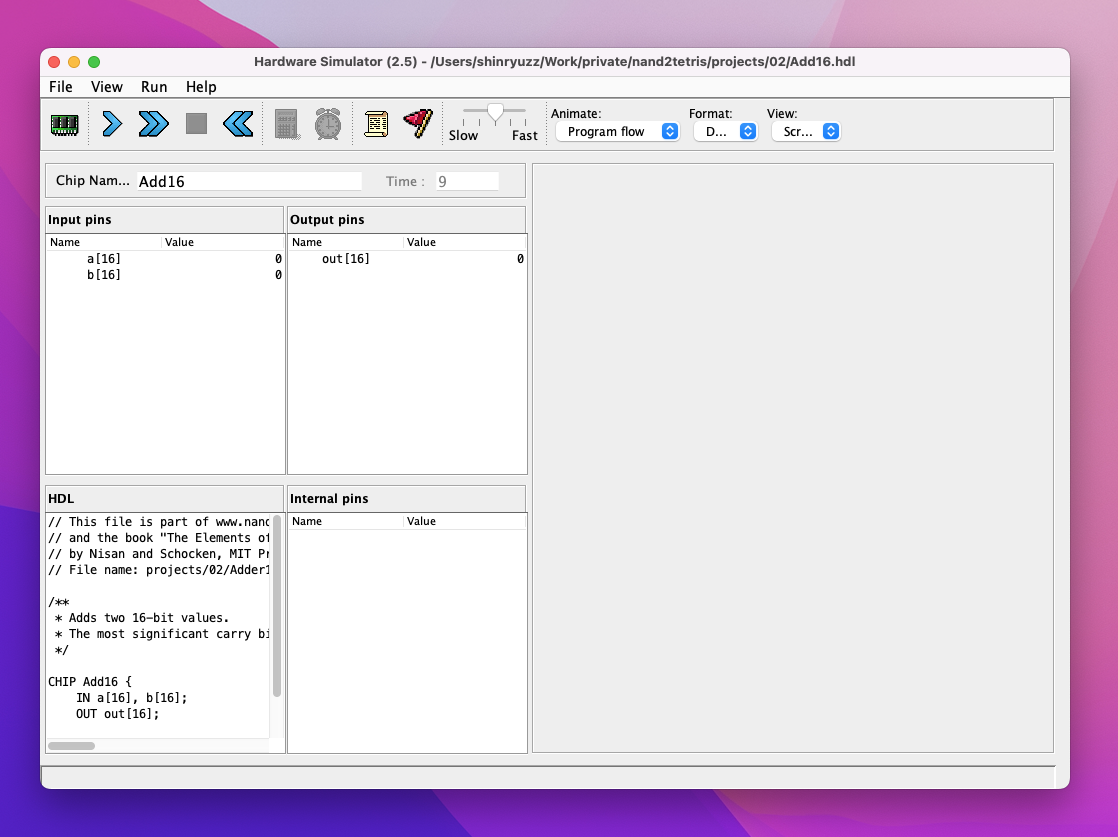 Hardware Simulator (2.5) - /Users/shinryuzz/Work/private/nand2tetris/projects/02/Add16.hdl
File View Run Help
Slow Fast
Animate: Format: View:
Program flow D... Scr...
Chip Nam... Add16 Time : 9
Input pins
Name Value
a[16] 0
b[16] 0
Output pins
Name Value
out[16] 0
HDL
// This file is part of www.nand
// and the book "The Elements of
// by Nisan and Schocken, MIT Pr
// File name: projects/02/Adder1
/**
* Adds two 16-bit values.
* The most significant carry bi
*/
CHIP Add16 {
IN a[16], b[16];
OUT out[16];
Internal pins
Name Value